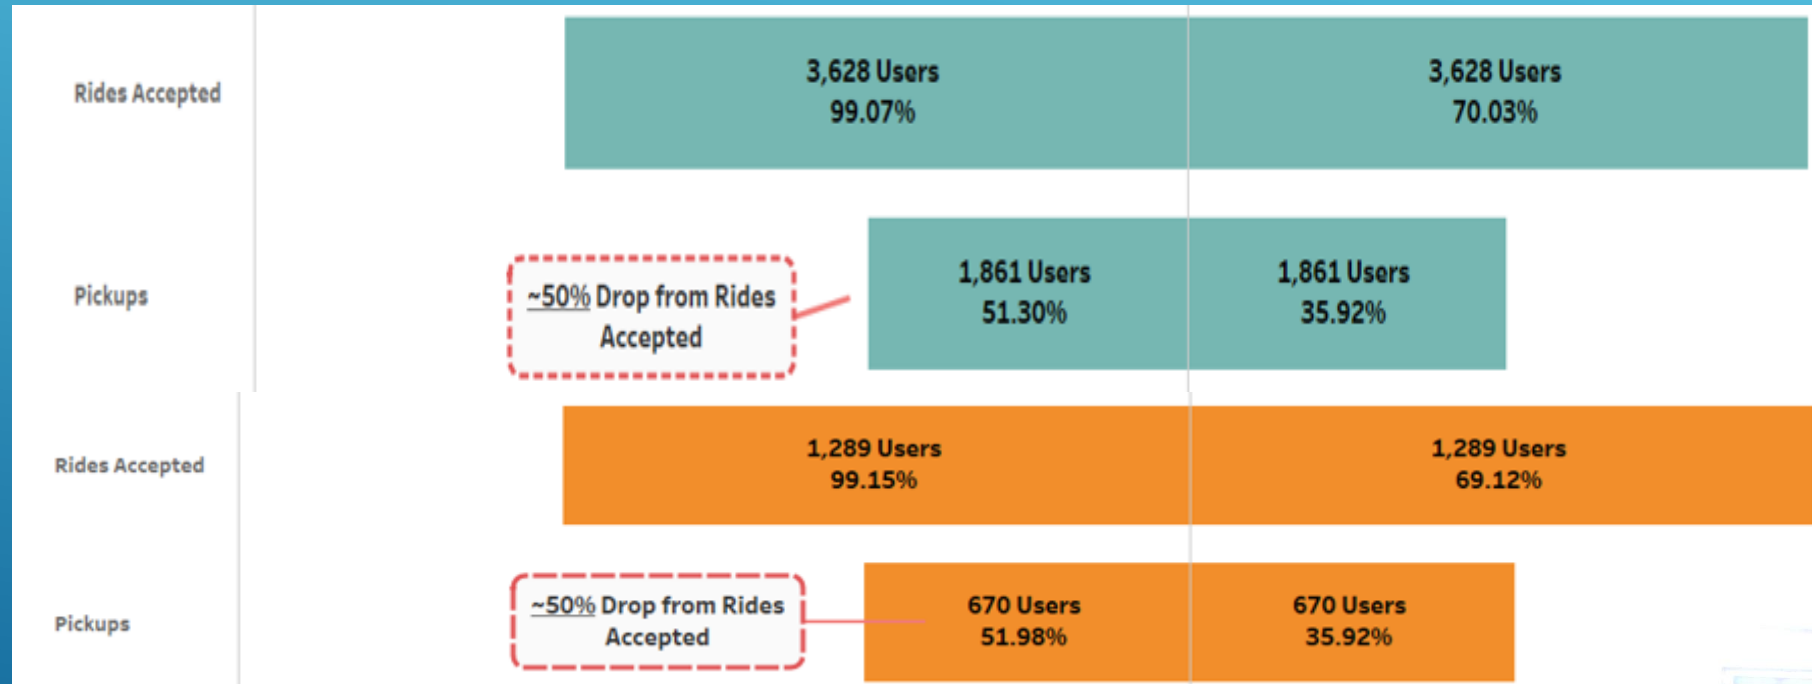 Rides Accepted
3,628 Users
99.07%
3,628 Users
70.03%
Pickups
~50% Drop from Rides
Accepted
1,861 Users
51.30%
1,861 Users
35.92%
Rides Accepted
1,289 Users
99.15%
1,289 Users
69.12%
Pickups
~50% Drop from Rides
Accepted
670 Users
51.98%
670 Users
35.92%